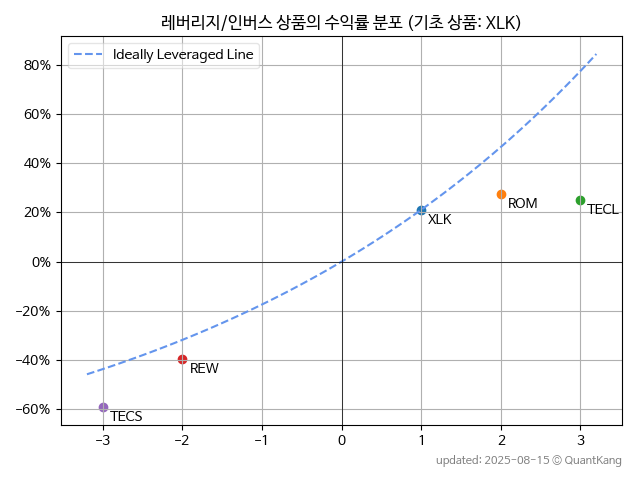 레버리지/인버스 상품의 수익률 분포 (기초 상품: XLK)
Ideally Leveraged Line
80%
60%
40%
20%
0%
−20%
−40%
−60%
XLK
ROM
TECL
REW
TECS
−3 −2 −1 0 1 2 3
updated: 2025-08-15 © QuantKang